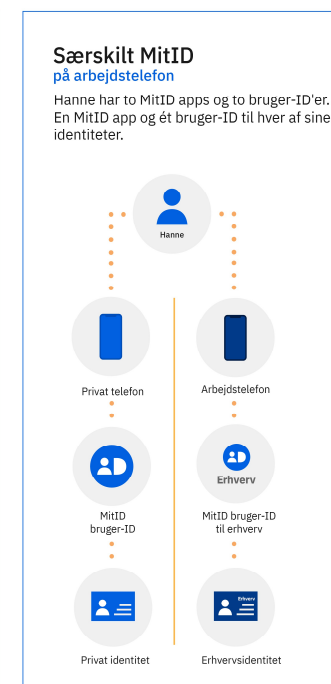 Særskilt MitID
på arbejdstelefon
Hanne har to MitID apps og to bruger-ID'er.
En MitID app og ét bruger-ID til hver af sine
identiteter.
Hanne
Privat telefon
Arbejdstelefon
Erhverv
MitID
bruger-ID
MitID bruger-ID
til erhverv
Erhverv
Privat identitet
Erhvervsidentitet